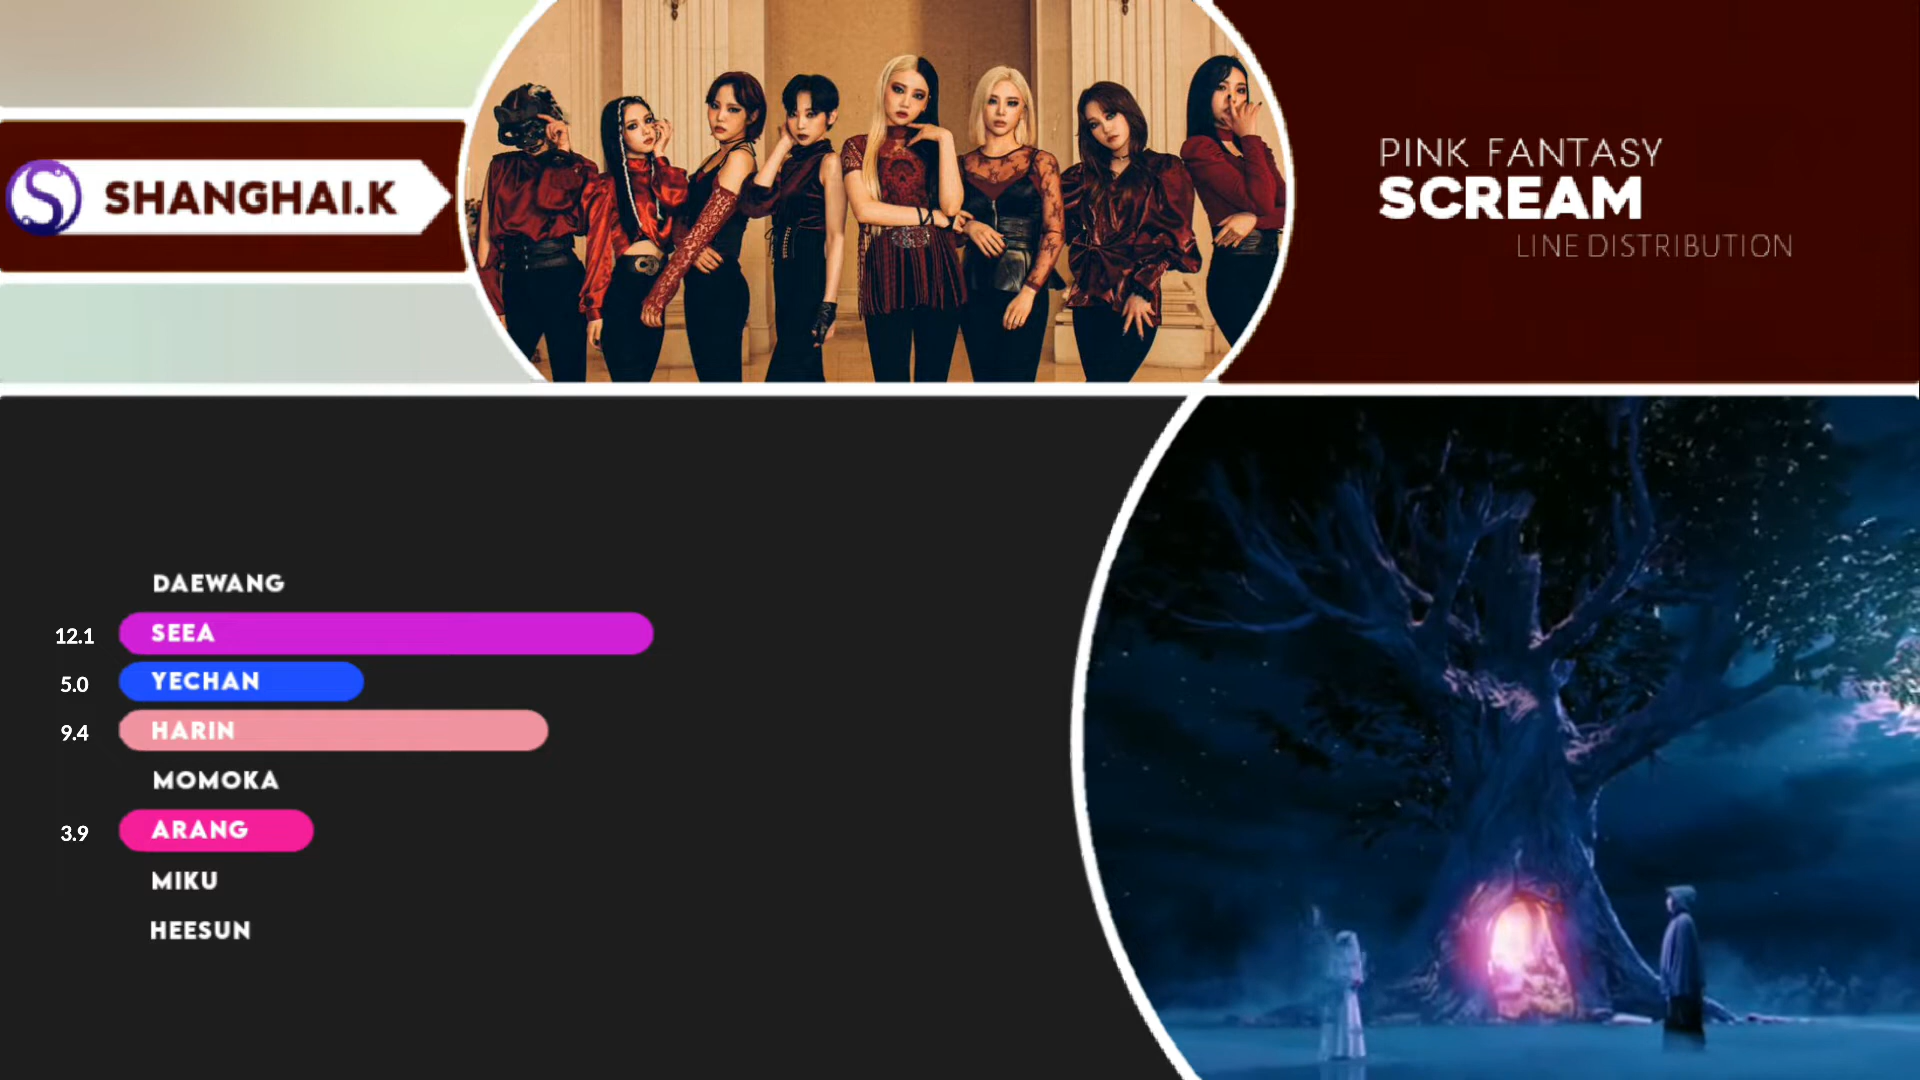 S SHANGHAI.K
PINK FANTASY
SCREAM
LINE DISTRIBUTION
DAEWANG
12.1 SEEA
5.0 YECHAN
9.4 HARIN
MOMOKA
3.9 ARANG
MIKU
HEESUN